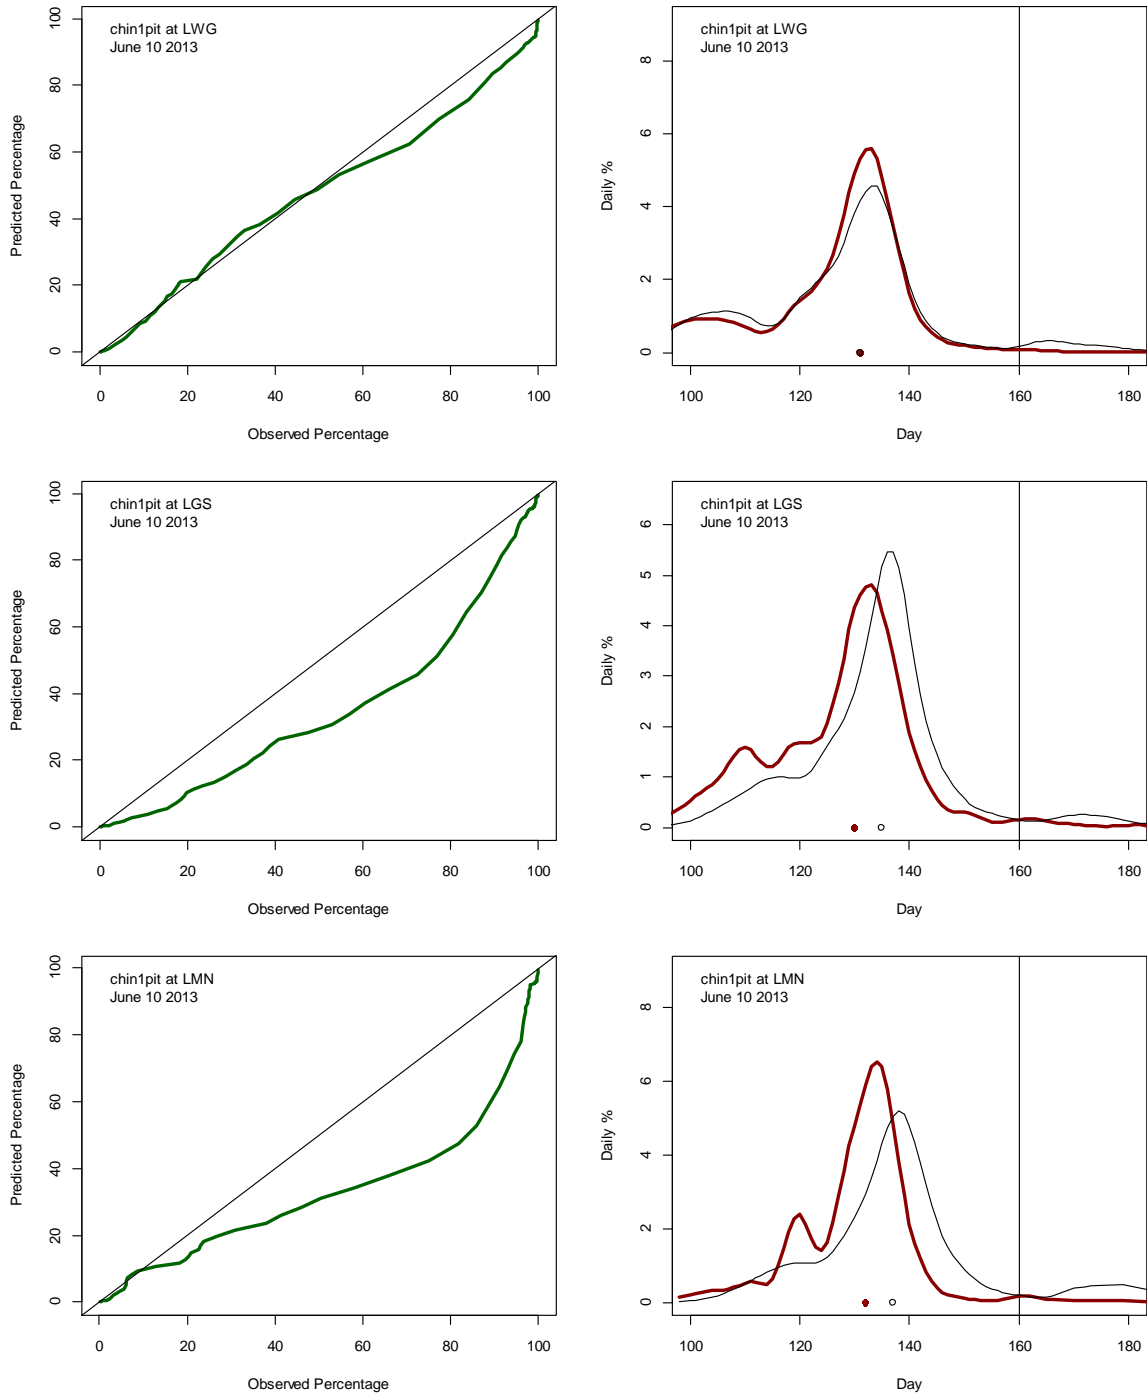 chin1pit at LWG
June 10 2013
Predicted Percentage
100
80
60
40
20
0
0 20 40 60 80 100
Observed Percentage
chin1pit at LWG
June 10 2013
Daily %
8
6
4
2
0
100 120 140 160 180
Day
chin1pit at LGS
June 10 2013
Predicted Percentage
100
80
60
40
20
0
0 20 40 60 80 100
Observed Percentage
chin1pit at LGS
June 10 2013
Daily %
6
5
4
3
2
1
0
100 120 140 160 180
Day
chin1pit at LMN
June 10 2013
Predicted Percentage
100
80
60
40
20
0
0 20 40 60 80 100
Observed Percentage
chin1pit at LMN
June 10 2013
Daily %
8
6
4
2
0
100 120 140 160 180
Day